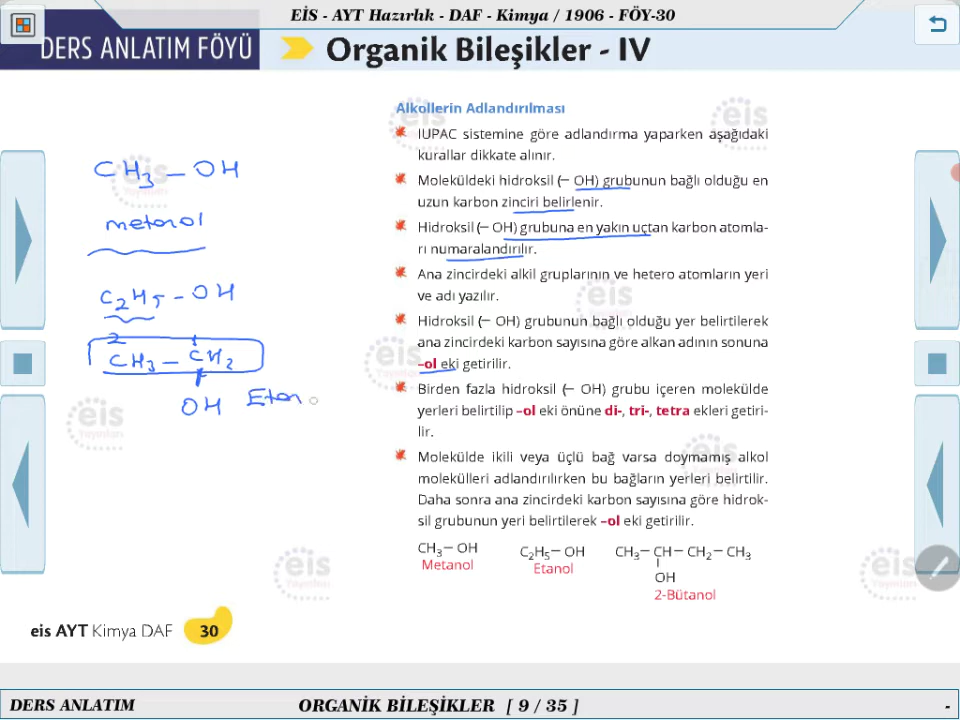 EİS - AYT Hazırlık - DAF - Kimya / 1906 - FÖY-30
DERS ANLATIM FÖYÜ
Organik Bileşikler - IV
CH3 – OH
metanol
C2H5 – OH
2 1
CH3 – CH2
OH
Etan
Alkollerin Adlandırılması
IUPAC sistemine göre adlandırma yaparken aşağıdaki
kurallar dikkate alınır.
Moleküldeki hidroksil (– OH) grubunun bağlı olduğu en
uzun karbon zinciri belirlenir.
Hidroksil (– OH) grubuna en yakın uçtan karbon atomla-
rı numaralandırılır.
Ana zincirdeki alkil gruplarının ve hetero atomların yeri
ve adı yazılır.
Hidroksil (– OH) grubunun bağlı olduğu yer belirtilerek
ana zincirdeki karbon sayısına göre alkan adının sonuna
–ol eki getirilir.
Birden fazla hidroksil (– OH) grubu içeren molekülde
yerleri belirtilip –ol eki önüne di-, tri-, tetra ekleri getiri-
lir.
Molekülde ikili veya üçlü bağ varsa doymamış alkol
molekülleri adlandırılırken bu bağların yerleri belirtilir.
Daha sonra ana zincirdeki karbon sayısına göre hidrok-
sil grubunun yeri belirtilerek –ol eki getirilir.
CH3– OH
Metanol
C2H5– OH
Etanol
CH3– CH – CH2 – CH3
OH
2-Bütanol
eis Yayınları
eis AYT Kimya DAF 30
DERS ANLATIM
ORGANİK BİLEŞİKLER [ 9 / 35 ]
-